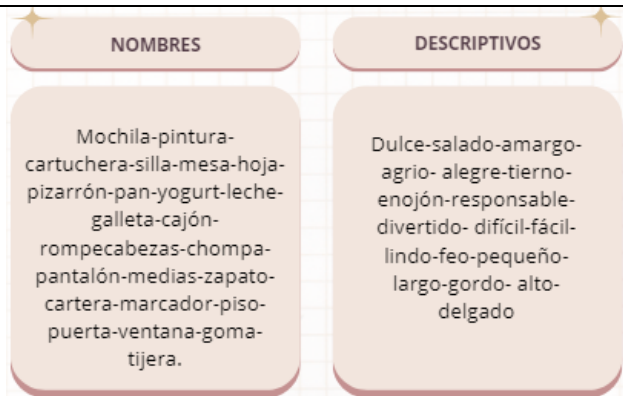 NOMBRES
Mochila-pintura-
cartuchera-silla-mesa-hoja-
pizarrón-pan-yogurt-leche-
galleta-cajón-
rompecabezas-chompa-
pantalón-medias-zapato-
cartera-marcador-piso-
puerta-ventana-goma-
tijera.
DESCRIPTIVOS
Dulce-salado-amargo-
agrio- alegre-tierno-
enojón-responsable-
divertido- difícil-fácil-
lindo-feo-pequeño-
largo-gordo- alto-
delgado